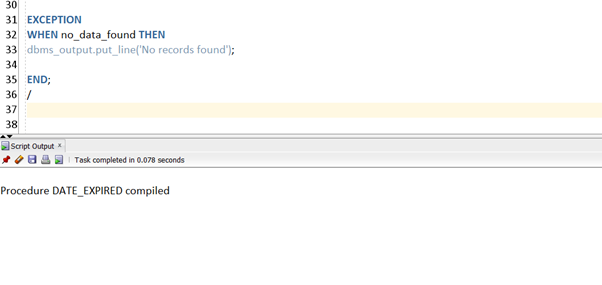 30
31 EXCEPTION
32 WHEN no_data_found THEN
33 dbms_output.put_line('No records found');
34
35 END;
36 /
37
38
Script Output ×
Task completed in 0.078 seconds
Procedure DATE_EXPIRED compiled